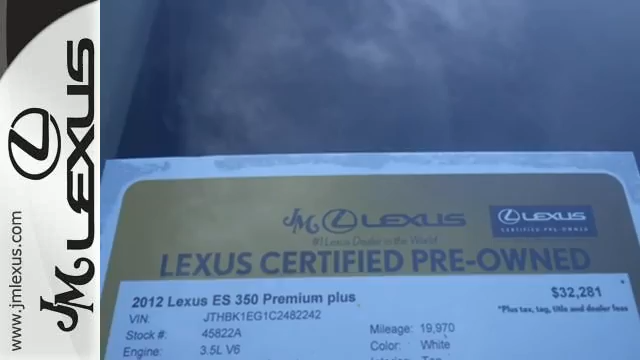 www.jmlexus.com
JM LEXUS
JM LEXUS
LEXUS
CERTIFIED PRE-OWNED
#1 Lexus Dealer in the World
LEXUS CERTIFIED PRE-OWNED
2012 Lexus ES 350 Premium plus
$32,281
*Plus tax, tag, title and dealer fees
VIN: JTHBK1EG1C2482242
Stock #: 45822A
Engine: 3.5L V6
Mileage: 19,970
Color: White
Interior: Tan